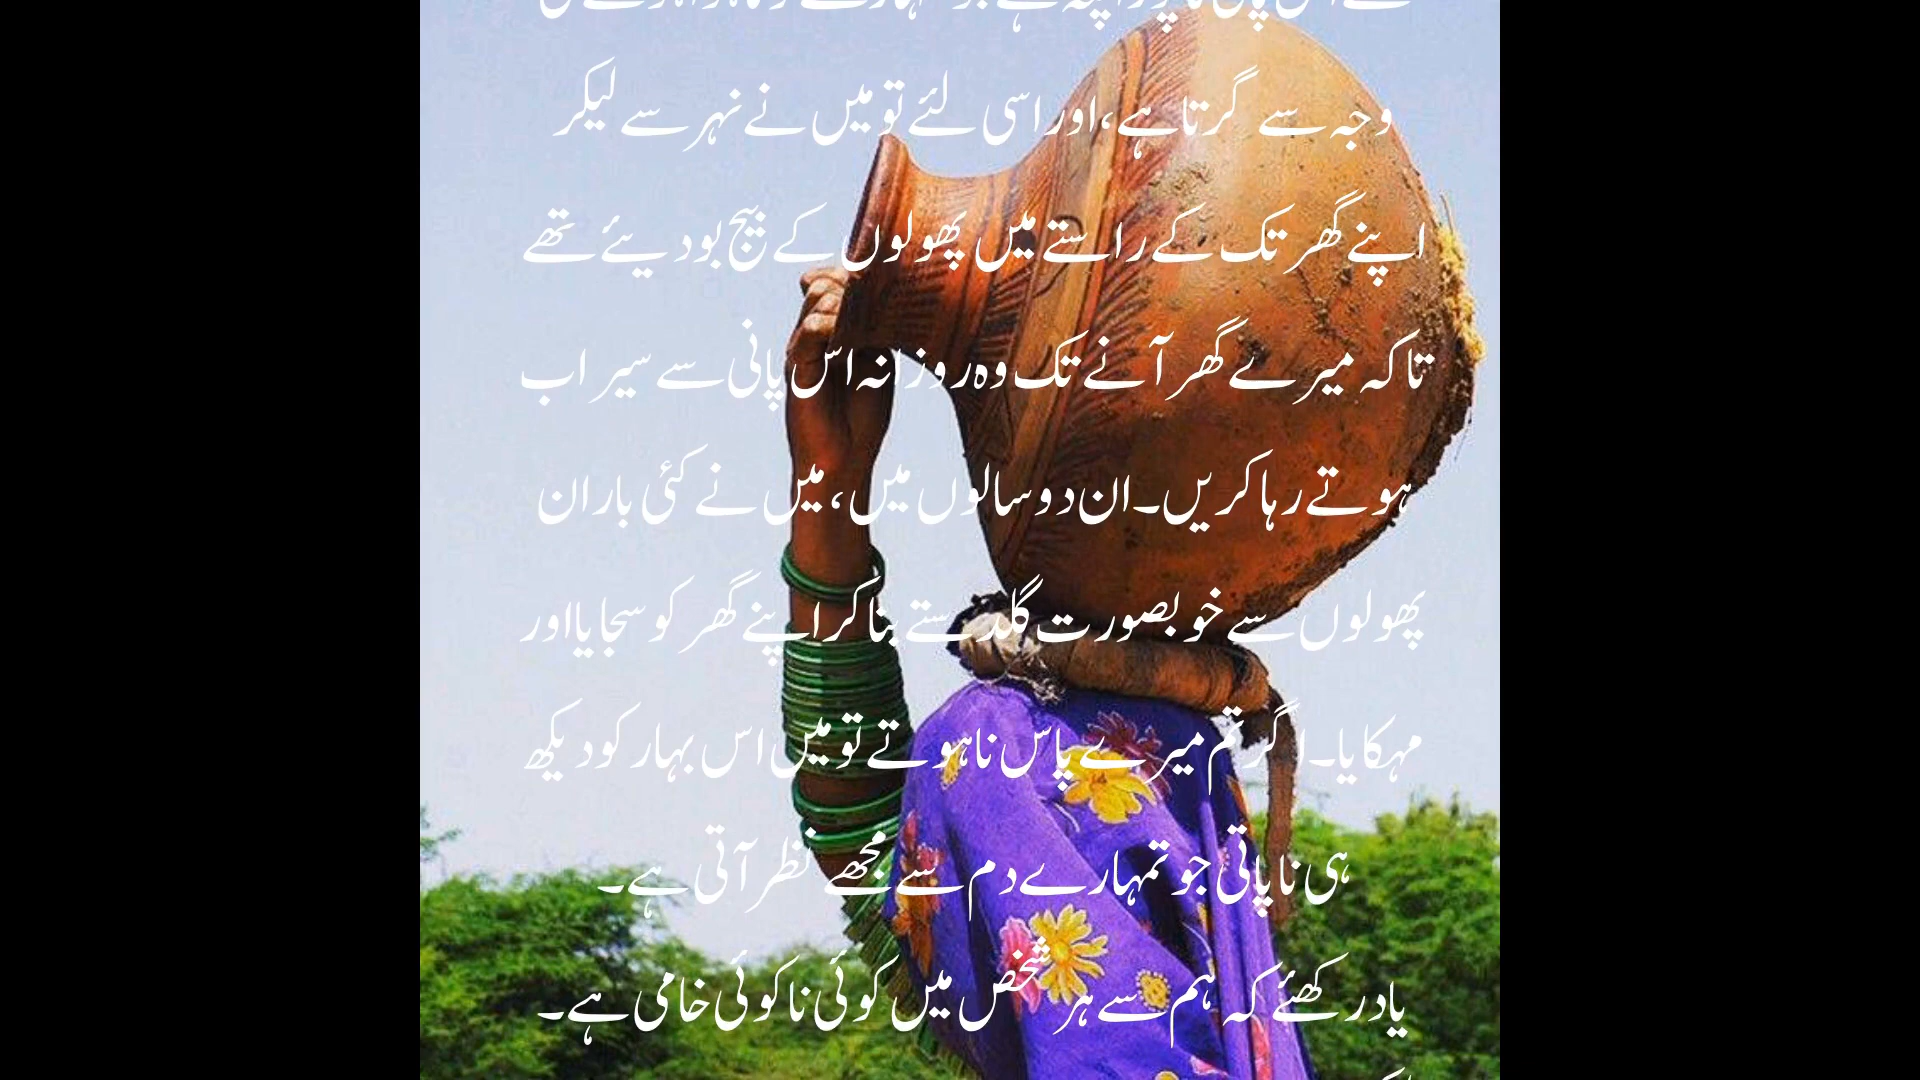 وجہ سے گرتا ہے، اور اسی لئے تو میں نے نہر سے لیکر
اپنے گھر تک کے راستے میں پھولوں کے بیج بو دیئے تھے
تاکہ میرے گھر آنے تک وہ روزانہ اس پانی سے سیراب
ہوتے رہا کریں۔ ان دو سالوں میں، میں نے کئی بار ان
پھولوں سے خوبصورت گلدستے بنا کر اپنے گھر کو سجایا اور
مہکایا۔ اگر تم میرے پاس نا ہوتے تو میں اس بہار کو دیکھ
ہی نا پاتی جو تمہارے دم سے مجھے نظر آتی ہے۔
یاد رکھئے کہ ہم سے ہر شخص میں کوئی نا کوئی خامی ہے۔